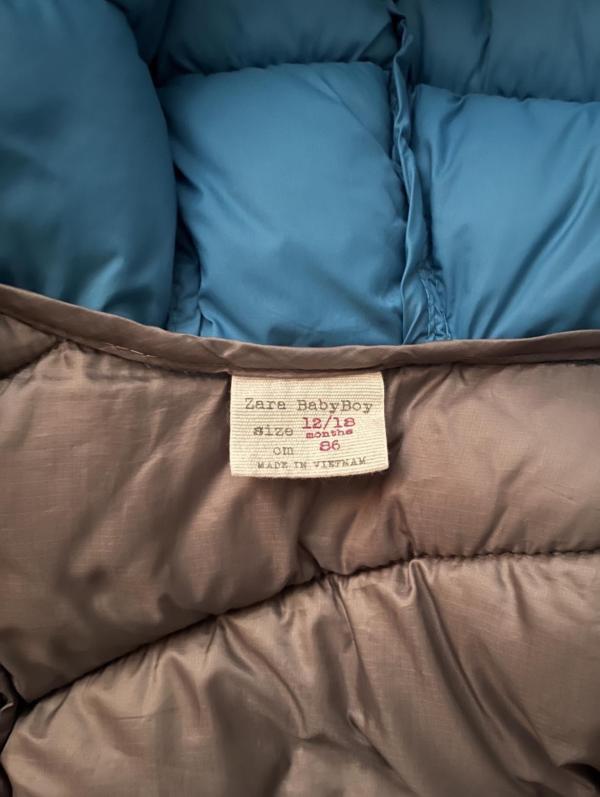 Zara BabyBoy
size 12/18
months
cm 86
MADE IN VIETNAM